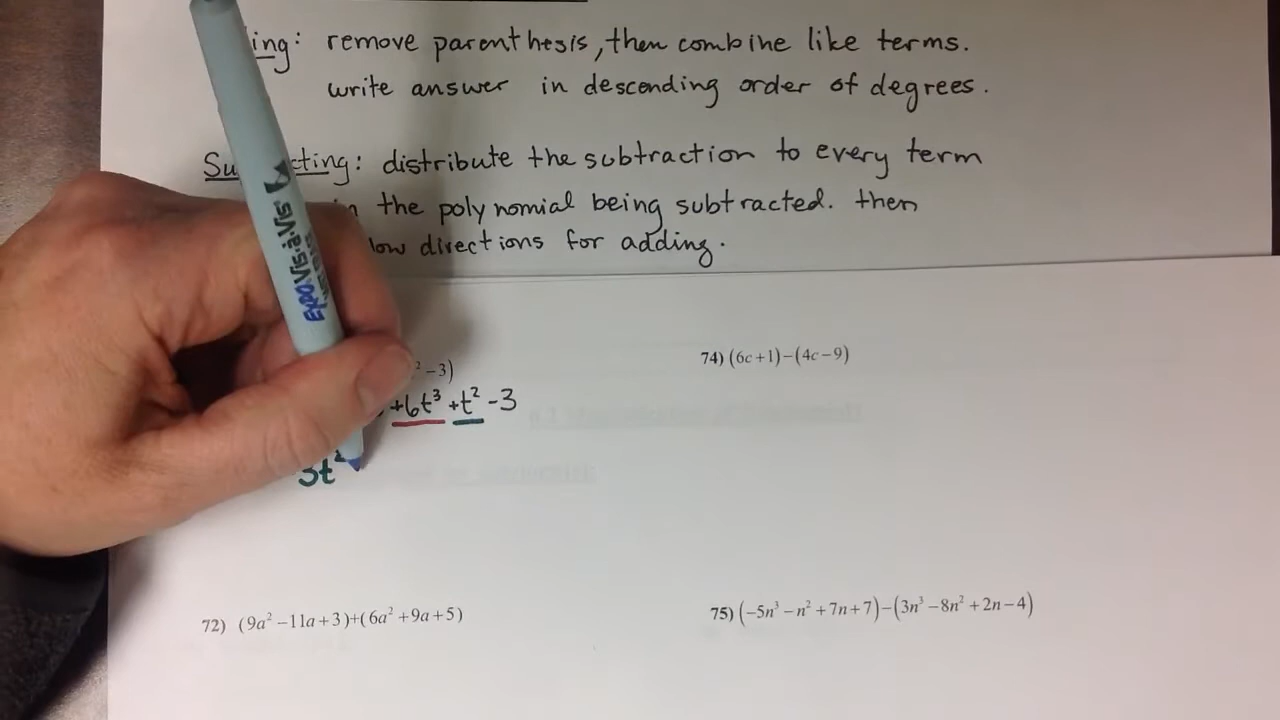 ing: remove parenthesis, then combine like terms.
write answer in descending order of degrees.
Su cting: distribute the subtraction to every term
in the polynomial being subtracted. then
low directions for adding.
EXPO Vis-à-Vis
² −3)
74) (6c+1)−(4c−9)
+6t³ +t² -3
3t²
72) (9a² −11a+3)+(6a² +9a+5)
75) (−5n³ −n² +7n+7)−(3n³ −8n² +2n−4)